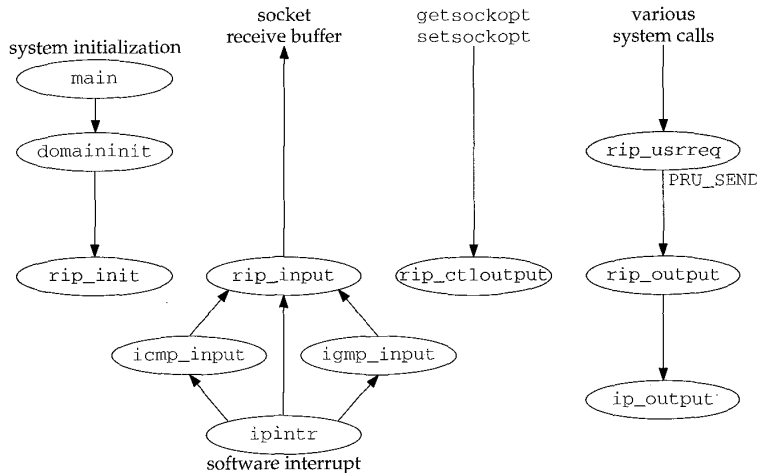 system initialization
main
domaininit
rip_init
socket
receive buffer
rip_input
icmp_input
igmp_input
ipintr
software interrupt
getsockopt
setsockopt
rip_ctloutput
various
system calls
rip_usrreq
PRU_SEND
rip_output
ip_output